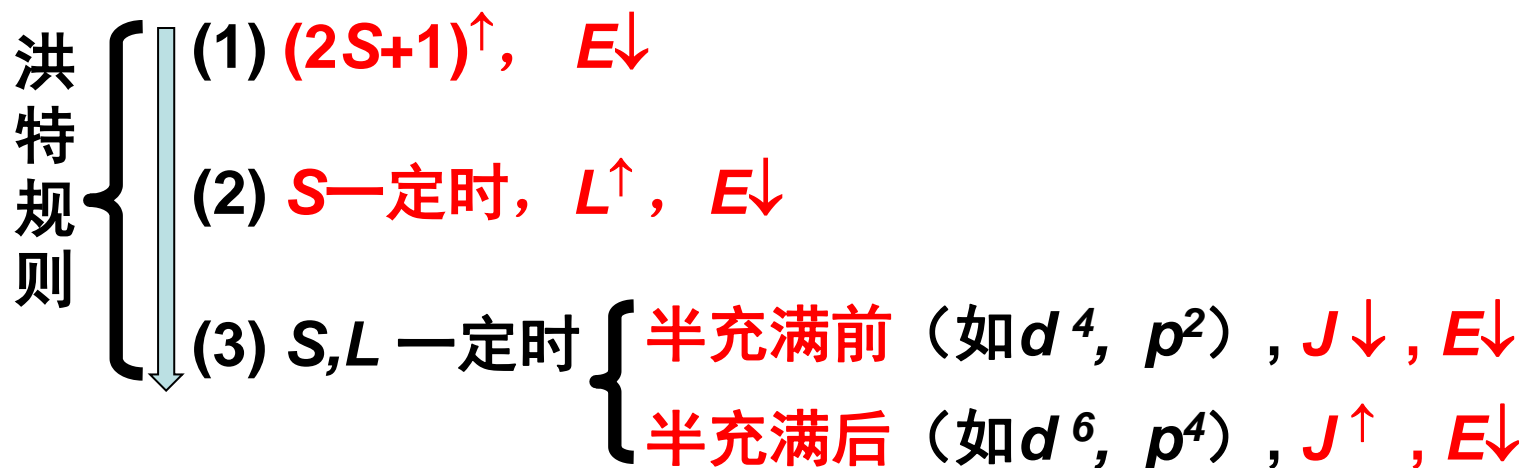 洪特规则
(1) (2S+1)↑， E↓
(2) S一定时，L↑，E↓
(3) S,L 一定时
半充满前（如d ⁴, p²）, J↓, E↓
半充满后（如d ⁶, p⁴）, J↑, E↓